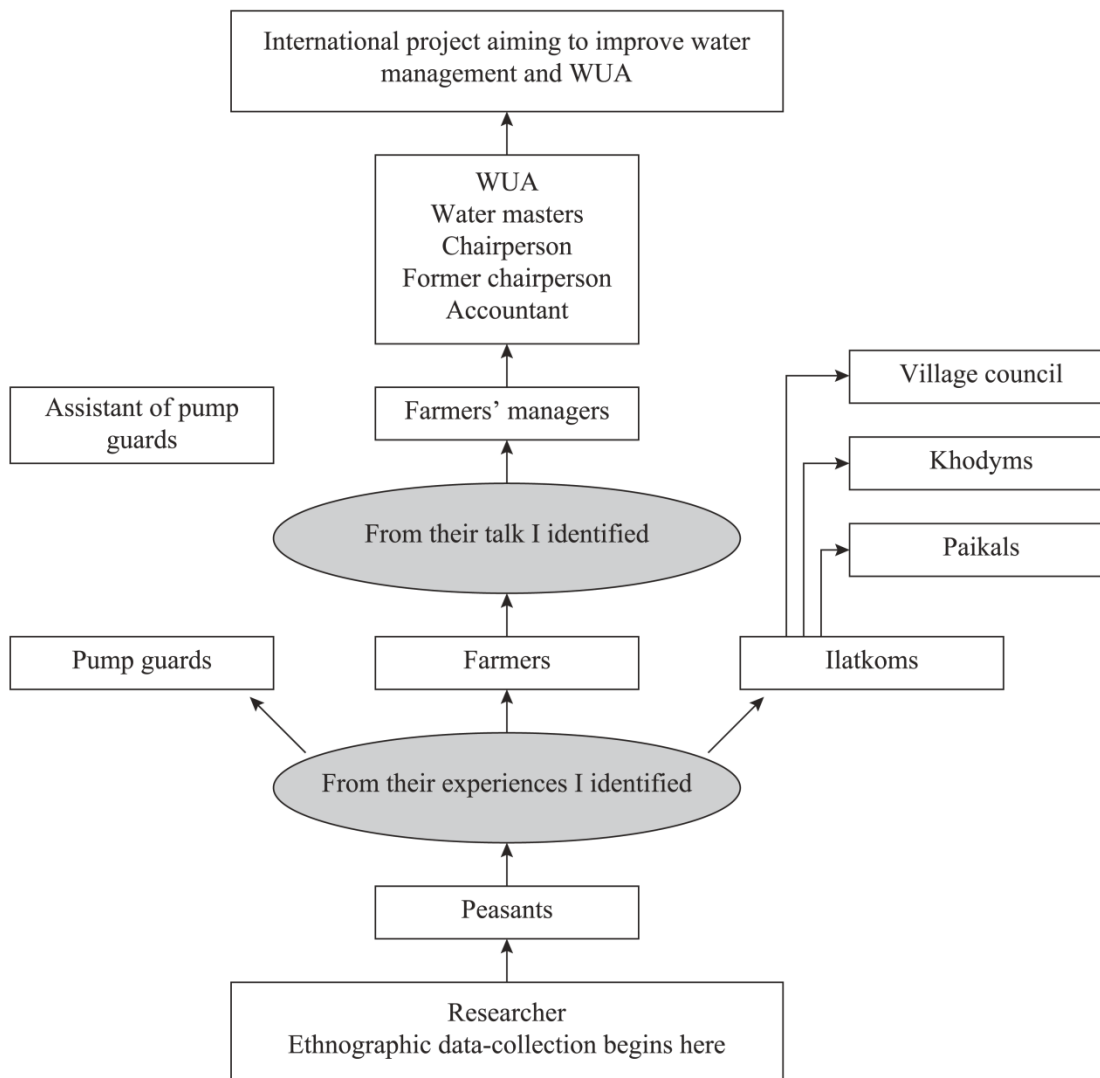 International project aiming to improve water
management and WUA
WUA
Water masters
Chairperson
Former chairperson
Accountant
Village council
Assistant of pump
guards
Farmers’ managers
Khodyms
From their talk I identified
Paikals
Pump guards
Farmers
Ilatkoms
From their experiences I identified
Peasants
Researcher
Ethnographic data-collection begins here